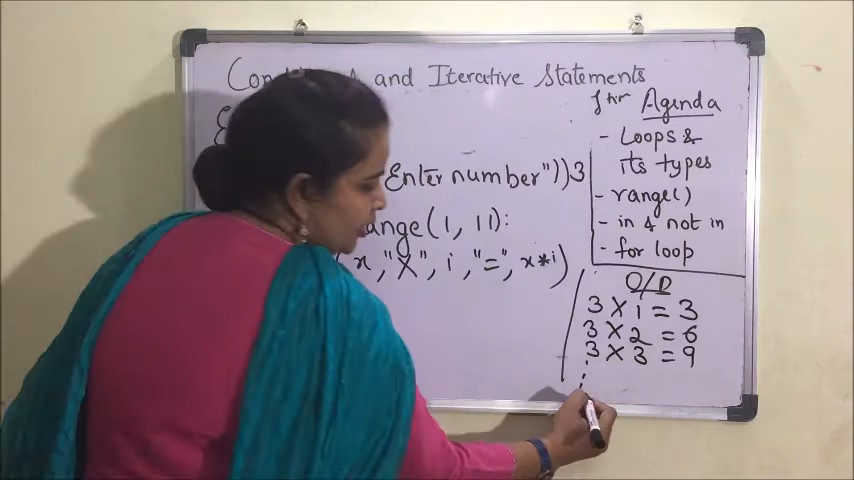 and Iterative Statements
Enter number"))3
ange(1, 11):
x,"X", i ,"=", x*i)
Agenda
- Loops &
its types
- range()
- in & not in
- for loop
O/P
3 X 1 = 3
3 X 2 = 6
3 X 3 = 9